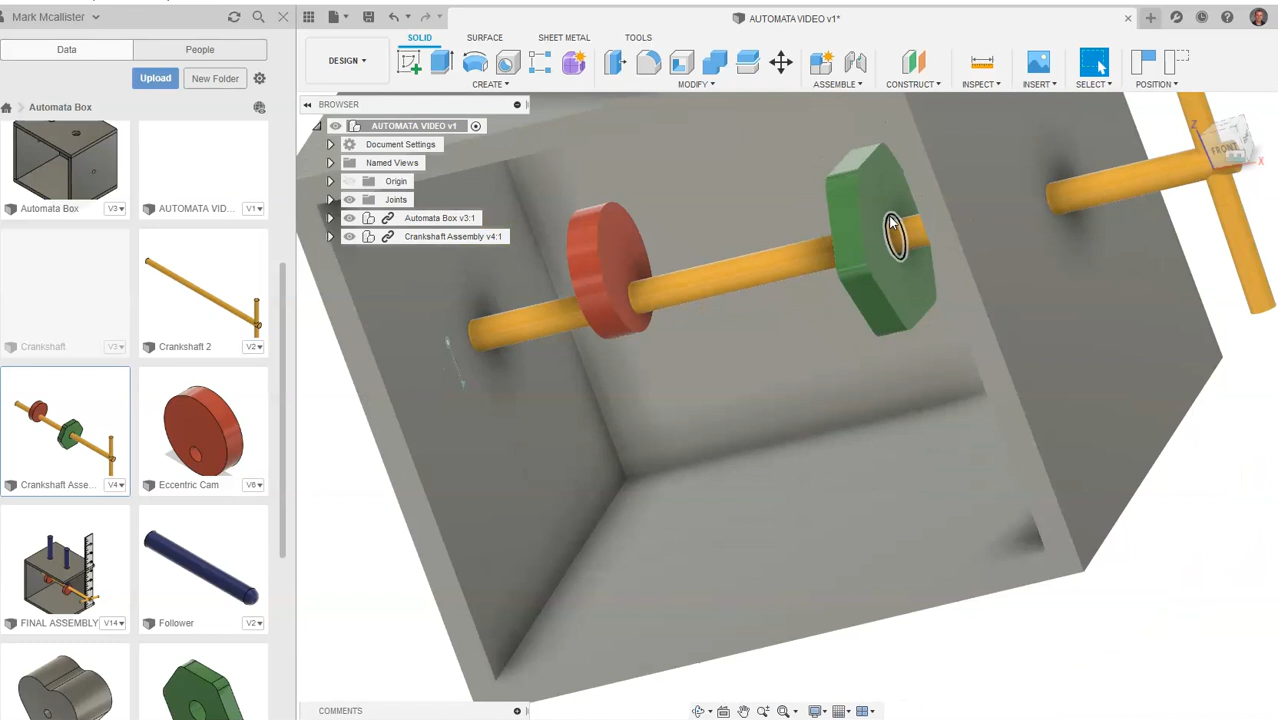 Mark Mcallister
AUTOMATA VIDEO v1*
Data
People
Upload
New Folder
Automata Box
Automata Box V3
AUTOMATA VID... V1
Crankshaft V3
Crankshaft 2 V2
Crankshaft Asse... V4
Eccentric Cam V6
FINAL ASSEMBLY V14
Follower V2
SOLID
SURFACE
SHEET METAL
TOOLS
DESIGN
CREATE
MODIFY
ASSEMBLE
CONSTRUCT
INSPECT
INSERT
SELECT
POSITION
BROWSER
AUTOMATA VIDEO v1
Document Settings
Named Views
Origin
Joints
Automata Box v3:1
Crankshaft Assembly v4:1
Z
FRONT
X
COMMENTS